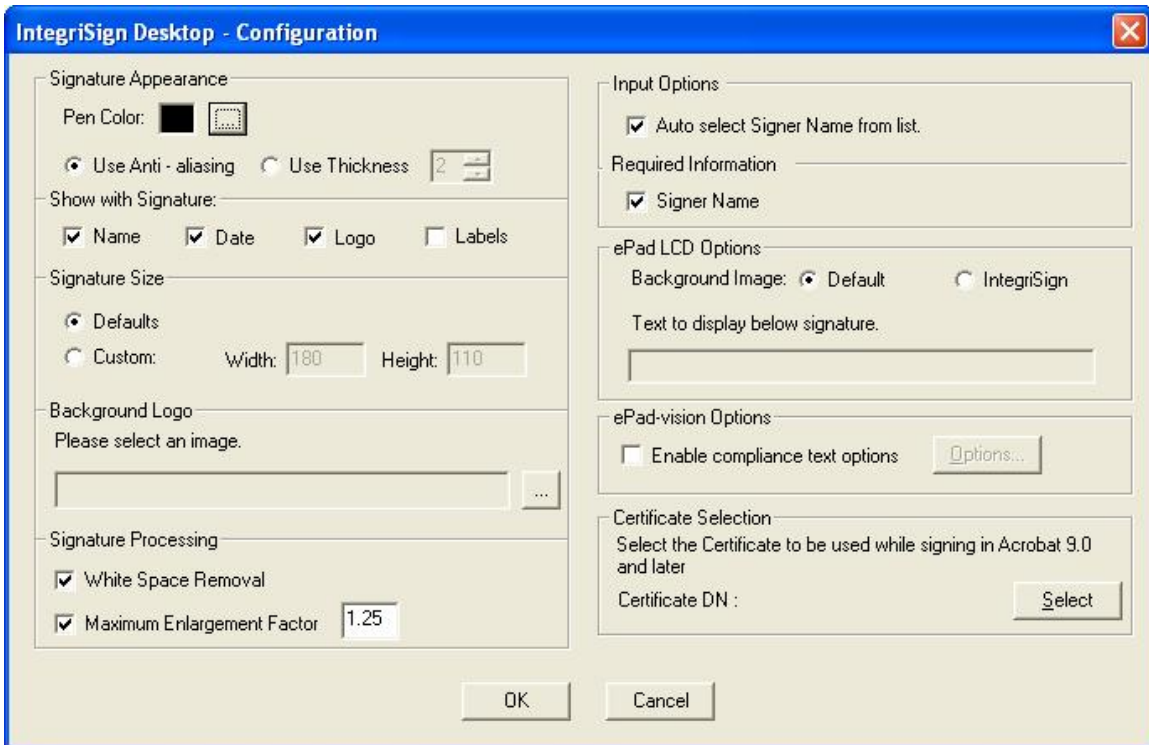 IntegriSign Desktop - Configuration
Signature Appearance
Pen Color:
...
Use Anti - aliasing
Use Thickness
2
Show with Signature:
Name
Date
Logo
Labels
Signature Size
Defaults
Custom:
Width: 180
Height: 110
Background Logo
Please select an image.
...
Signature Processing
White Space Removal
Maximum Enlargement Factor 1.25
Input Options
Auto select Signer Name from list.
Required Information
Signer Name
ePad LCD Options
Background Image: Default
IntegriSign
Text to display below signature.
ePad-vision Options
Enable compliance text options
Options...
Certificate Selection
Select the Certificate to be used while signing in Acrobat 9.0
and later
Certificate DN :
Select
OK
Cancel